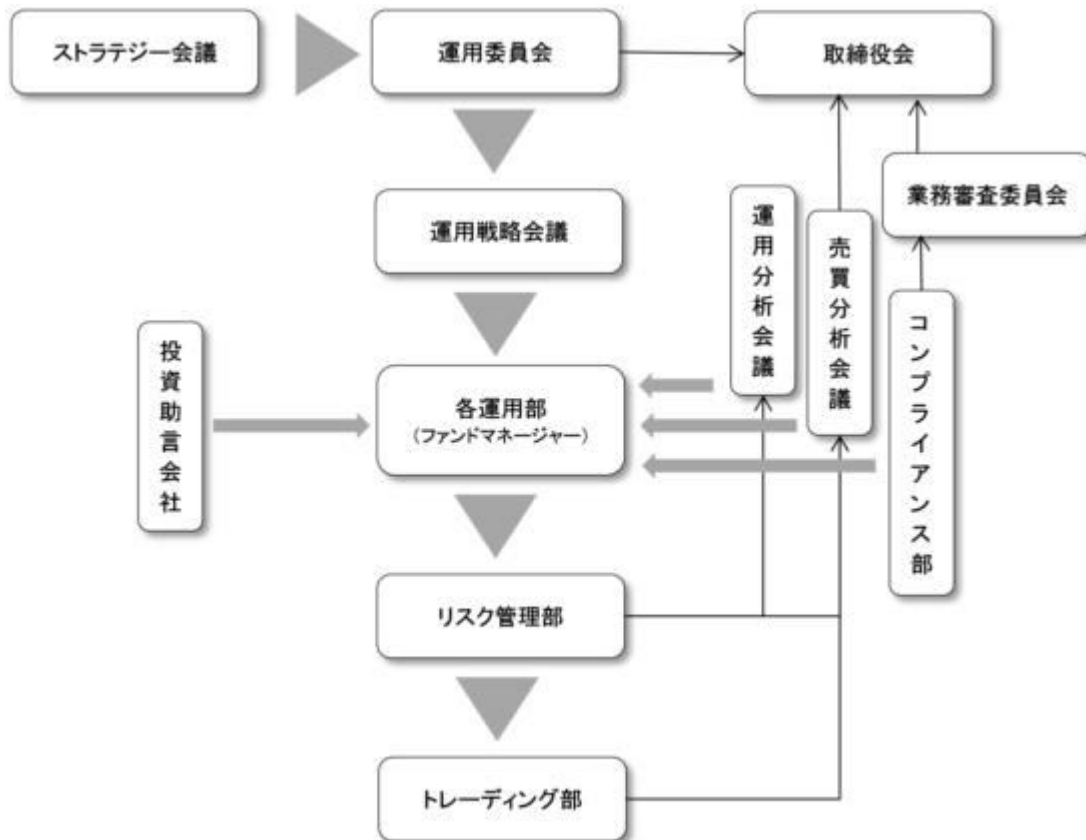 ストラテジー会議
運用委員会
取締役会
業務審査委員会
運用戦略会議
運用分析会議
売買分析会議
コンプライアンス部
投資助言会社
各運用部
(ファンドマネージャー)
リスク管理部
トレーディング部